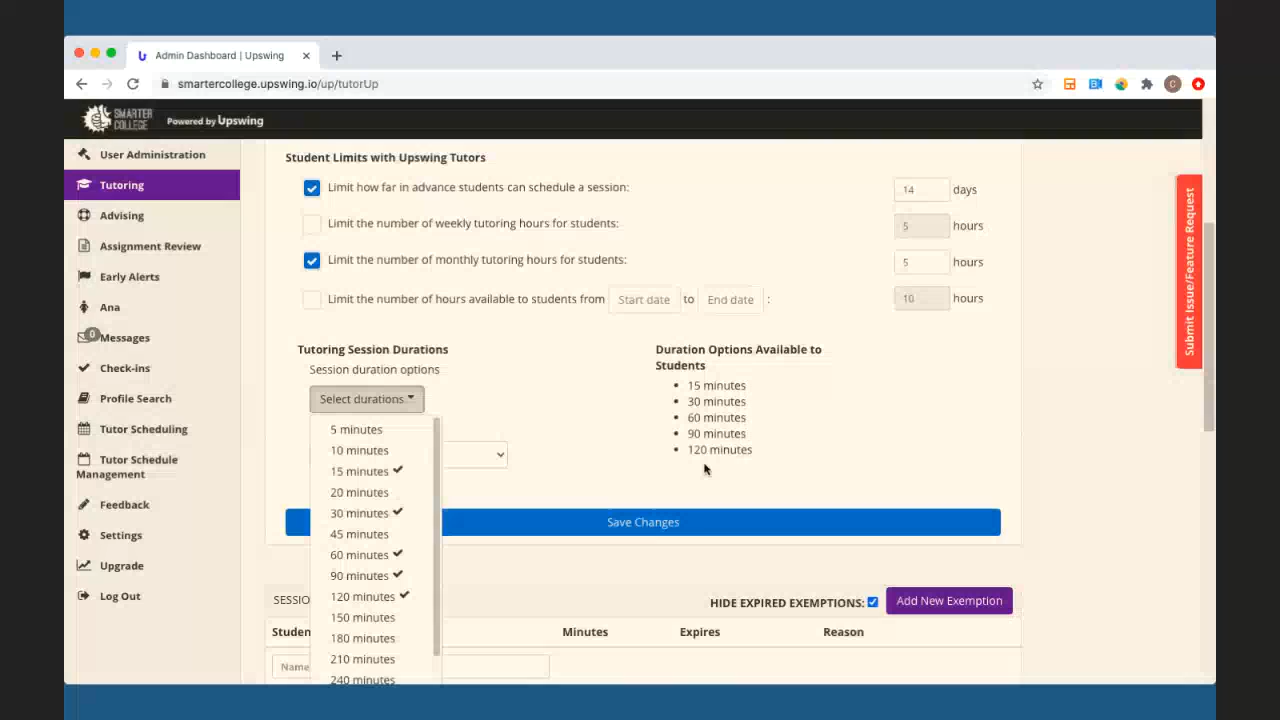 Admin Dashboard | Upswing
smartercollege.upswing.io/up/tutorUp
C
SMARTER
COLLEGE
Powered by Upswing
User Administration
Tutoring
Advising
Assignment Review
Early Alerts
Ana
0
Messages
Check-ins
Profile Search
Tutor Scheduling
Tutor Schedule
Management
Feedback
Settings
Upgrade
Log Out
Student Limits with Upswing Tutors
Limit how far in advance students can schedule a session: 14 days
Limit the number of weekly tutoring hours for students: 5 hours
Limit the number of monthly tutoring hours for students: 5 hours
Limit the number of hours available to students from Start date to End date : 10 hours
Tutoring Session Durations
Session duration options
Select durations
5 minutes
10 minutes
15 minutes
20 minutes
30 minutes
45 minutes
60 minutes
90 minutes
120 minutes
150 minutes
180 minutes
210 minutes
240 minutes
Duration Options Available to
Students
15 minutes
30 minutes
60 minutes
90 minutes
120 minutes
Save Changes
SESSIO
HIDE EXPIRED EXEMPTIONS:
Add New Exemption
Studen Minutes Expires Reason
Name
Submit Issue/Feature Request